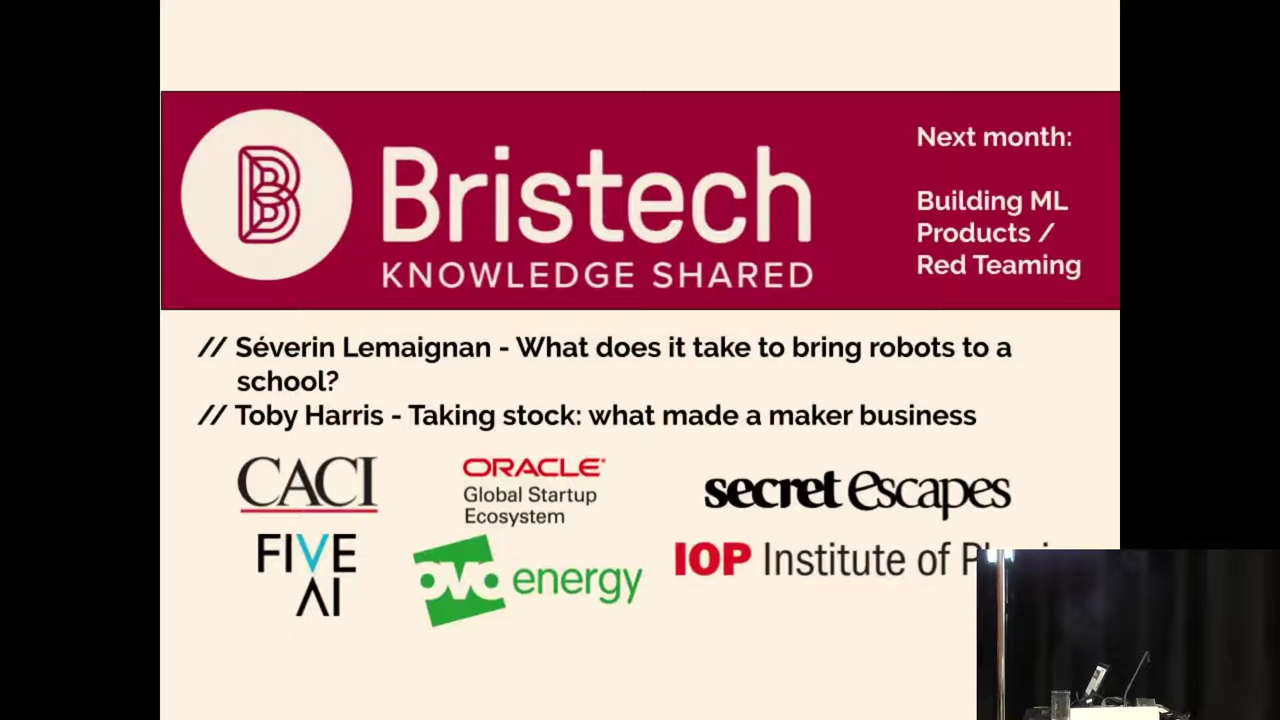 Bristech
KNOWLEDGE SHARED
Next month:
Building ML
Products /
Red Teaming
// Séverin Lemaignan - What does it take to bring robots to a
school?
// Toby Harris - Taking stock: what made a maker business
CACI
ORACLE
Global Startup
Ecosystem
secret escapes
FIVE
AI
ovo energy
IOP Institute of